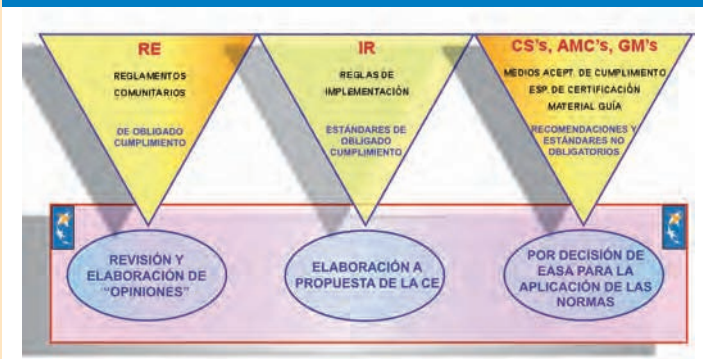 RE
REGLAMENTOS
COMUNITARIOS
DE OBLIGADO
CUMPLIMIENTO
IR
REGLAS DE
IMPLEMENTACIÓN
ESTÁNDARES DE
OBLIGADO
CUMPLIMIENTO
CS's, AMC's, GM's
MEDIOS ACEPT. DE CUMPLIMIENTO
ESP. DE CERTIFICACIÓN
MATERIAL GUÍA
RECOMENDACIONES Y
ESTÁNDARES NO
OBLIGATORIOS
REVISIÓN Y
ELABORACIÓN DE
"OPINIONES"
ELABORACIÓN A
PROPUESTA DE LA CE
POR DECISIÓN DE
EASA PARA LA
APLICACIÓN DE LAS
NORMAS